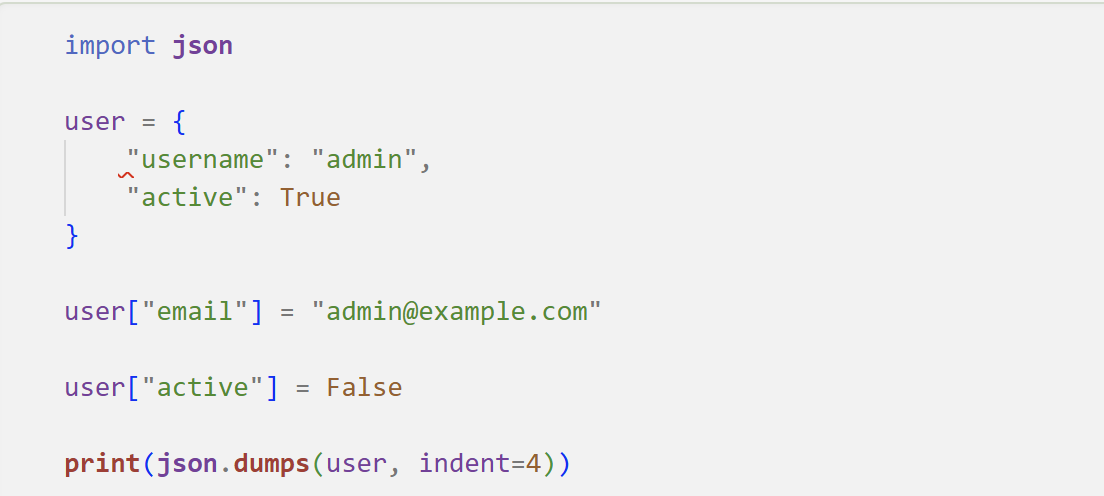 import json
user = {
    "username": "admin",
    "active": True
}
user["email"] = "admin@example.com"
user["active"] = False
print(json.dumps(user, indent=4))